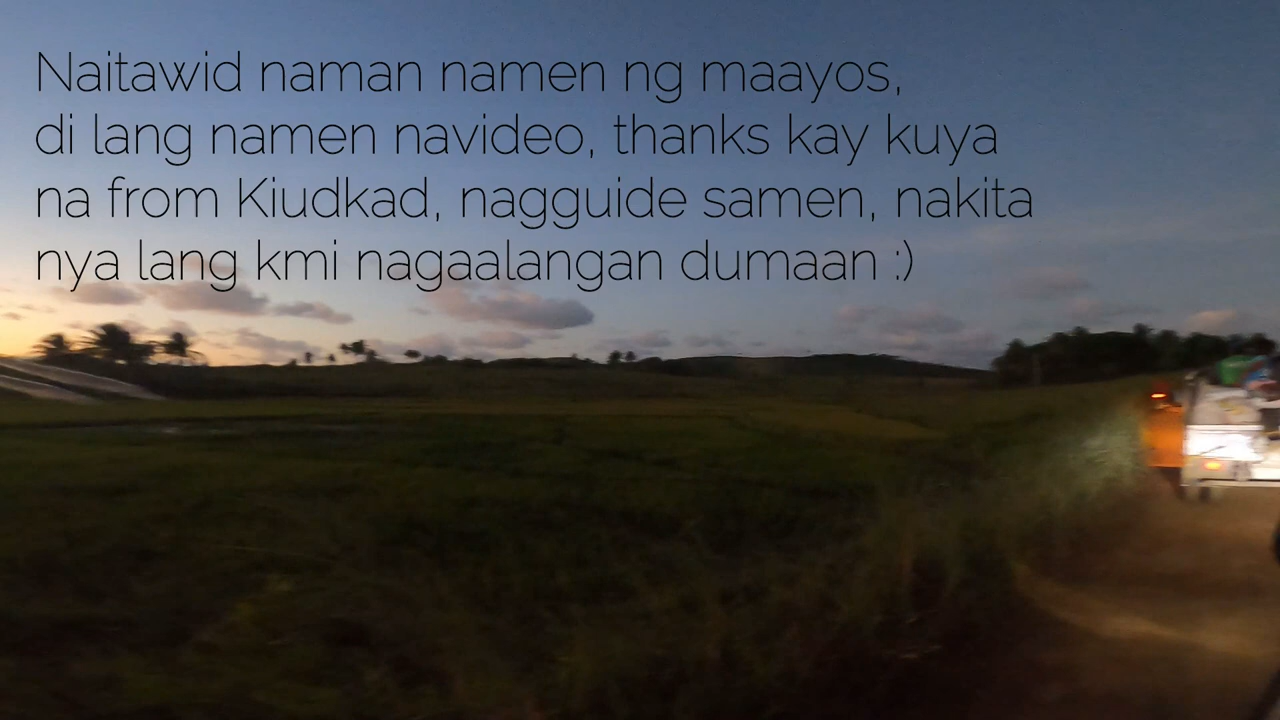 Naitawid naman namen ng maayos,
di lang namen navideo, thanks kay kuya
na from Kiudkad, nagguide samen, nakita
nya lang kmi nagaalangan dumaan :)